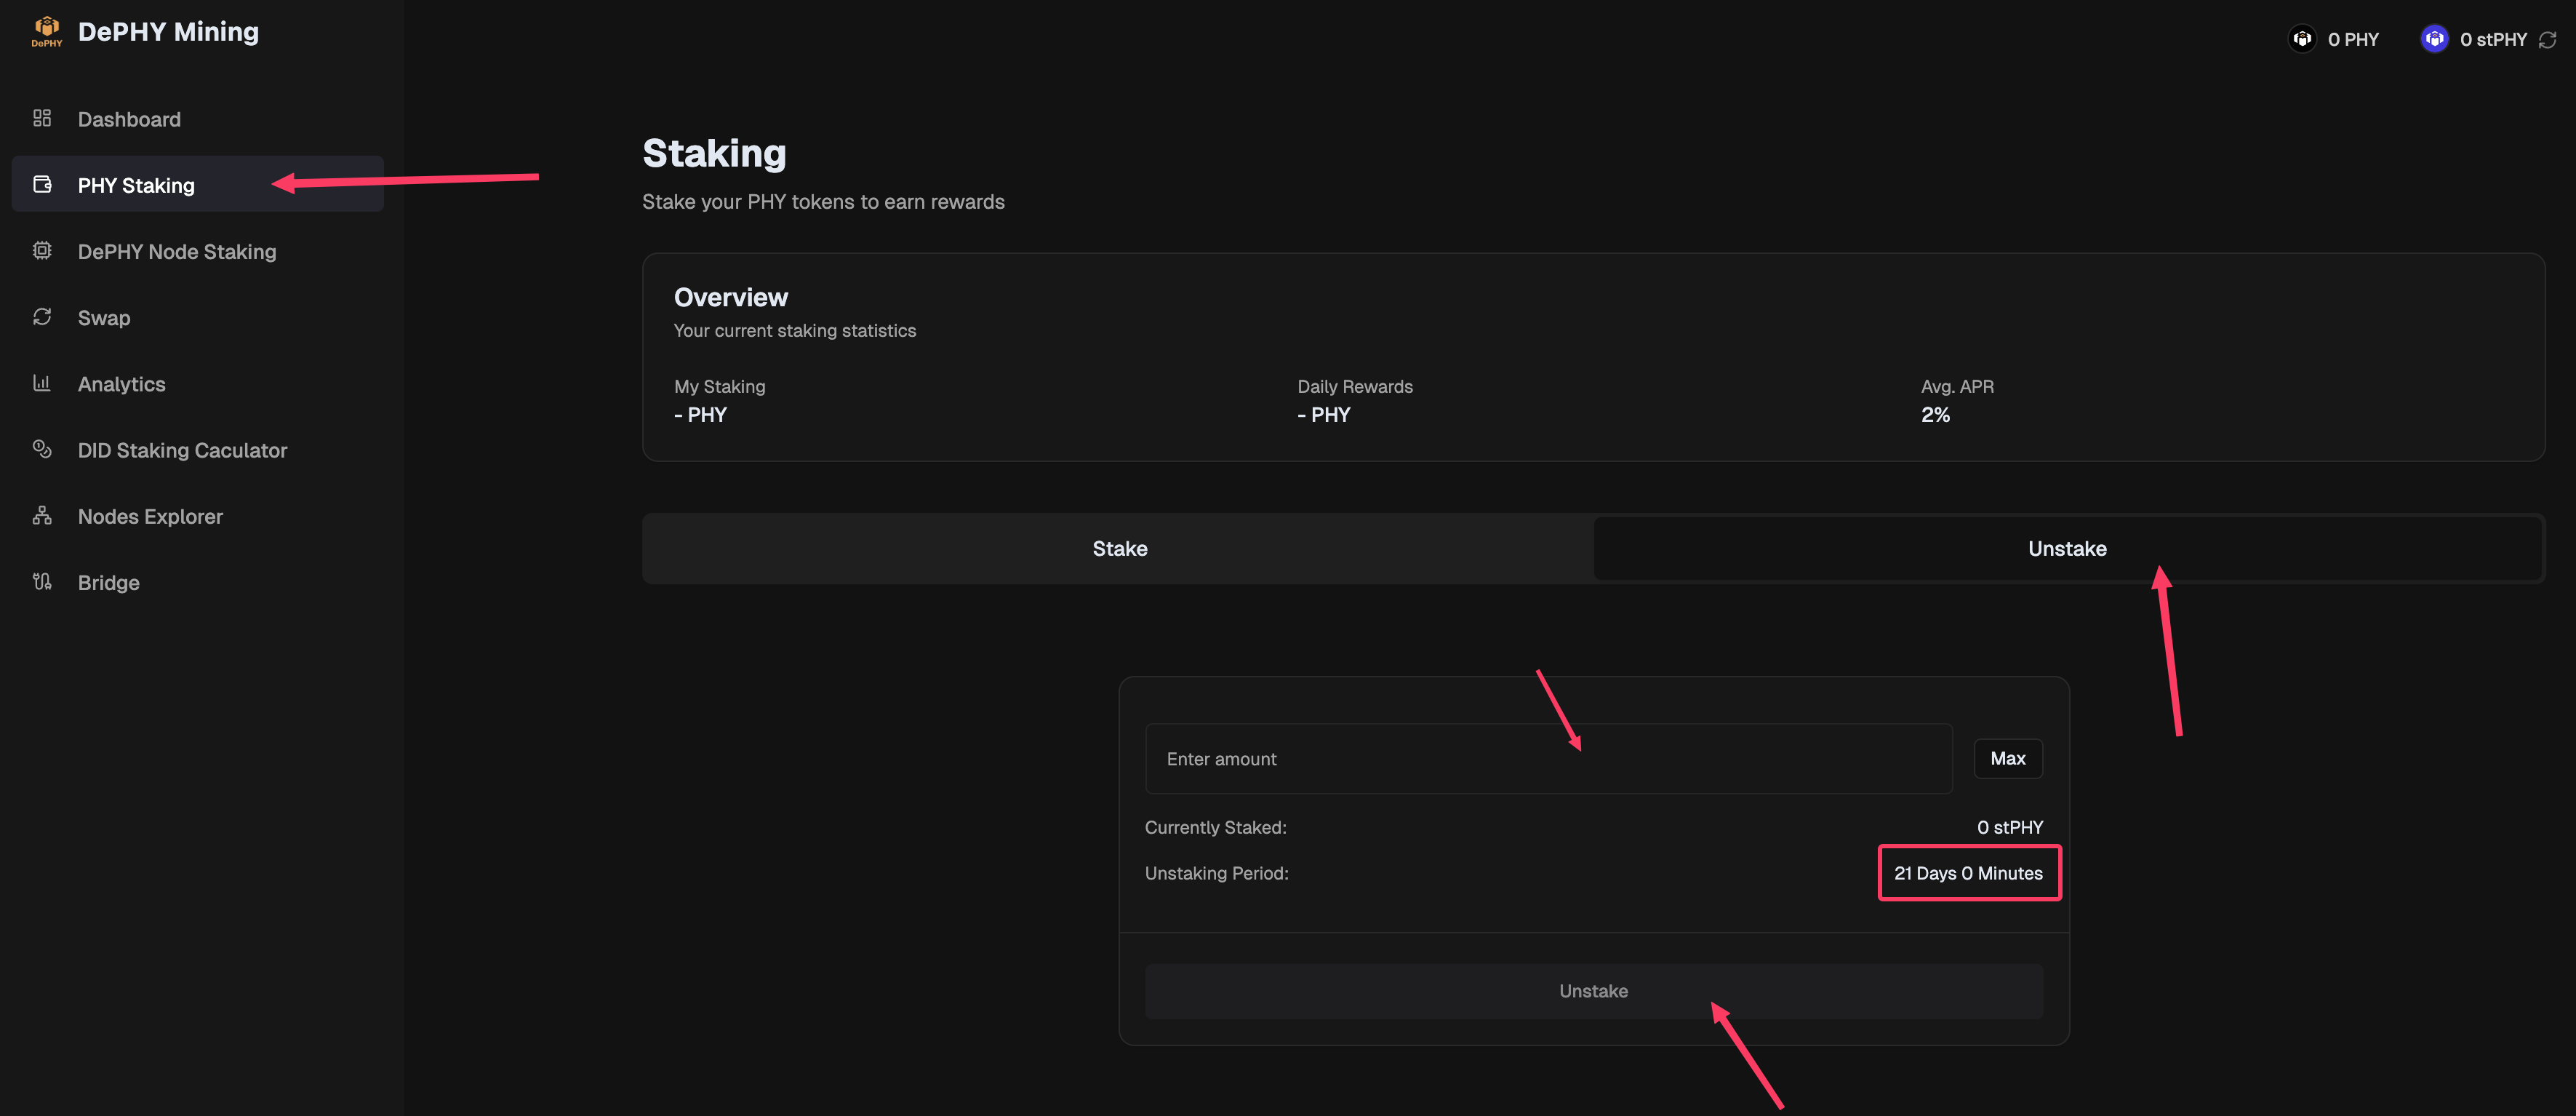 DePHY
DePHY Mining
0 PHY
0 stPHY
Dashboard
PHY Staking
DePHY Node Staking
Swap
Analytics
DID Staking Caculator
Nodes Explorer
Bridge
Staking
Stake your PHY tokens to earn rewards
Overview
Your current staking statistics
My Staking
- PHY
Daily Rewards
- PHY
Avg. APR
2%
Stake
Unstake
Enter amount
Max
Currently Staked:
0 stPHY
Unstaking Period:
21 Days 0 Minutes
Unstake